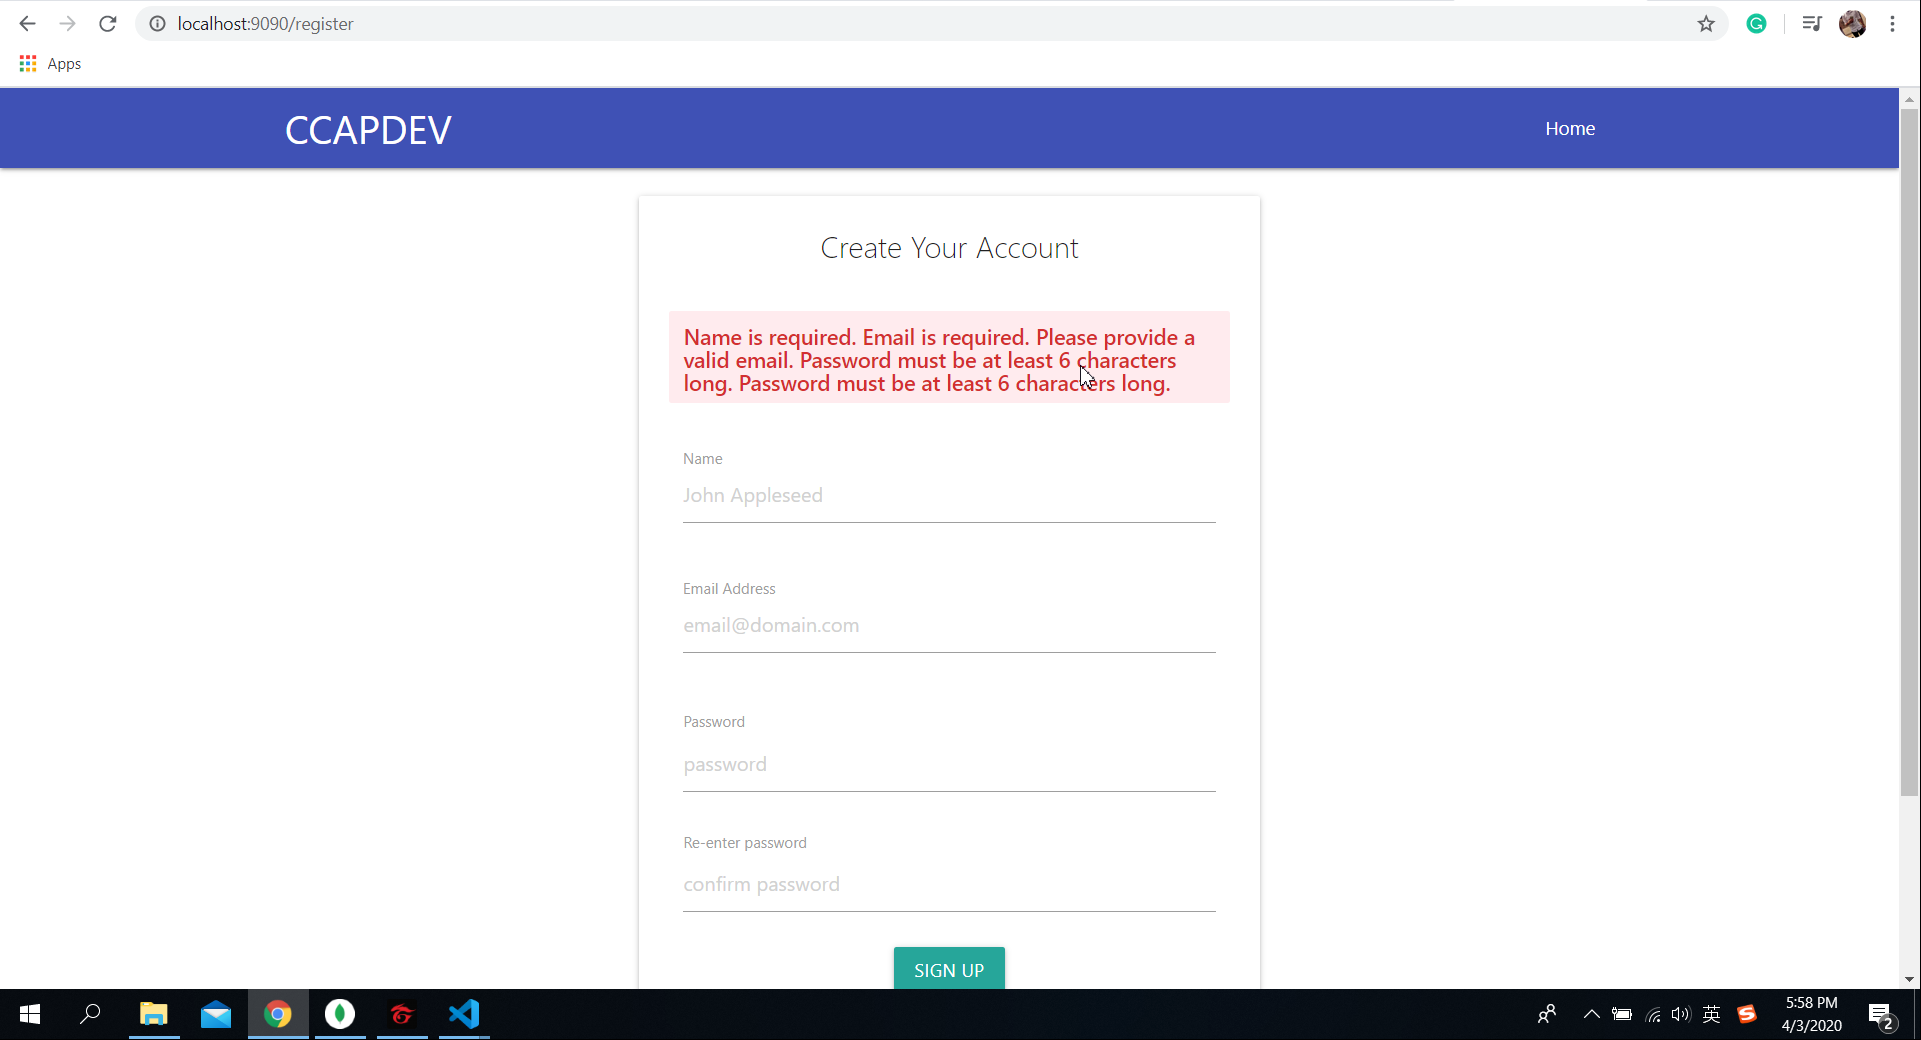 localhost:9090/register
Apps
CCAPDEV
Home
Create Your Account
Name is required. Email is required. Please provide a
valid email. Password must be at least 6 characters
long. Password must be at least 6 characters long.
Name
John Appleseed
Email Address
email@domain.com
Password
password
Re-enter password
confirm password
SIGN UP
英
5:58 PM
4/3/2020
2